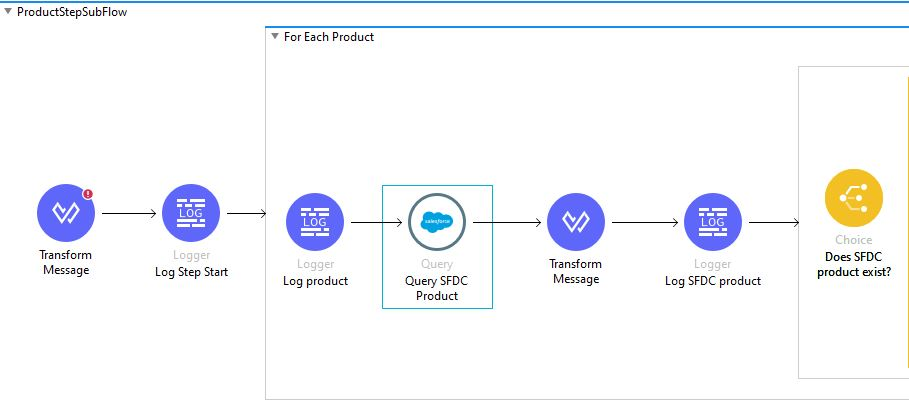 ProductStepSubFlow
For Each Product
Transform
Message
LOG
Logger
Log Step Start
LOG
Logger
Log product
salesforce
Query
Query SFDC
Product
Transform
Message
LOG
Logger
Log SFDC product
Choice
Does SFDC
product exist?